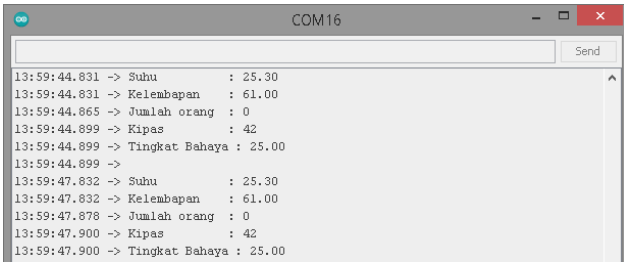 COM16
Send
13:59:44.831 -> Suhu : 25.30
13:59:44.831 -> Kelembapan : 61.00
13:59:44.865 -> Jumlah orang : 0
13:59:44.899 -> Kipas : 42
13:59:44.899 -> Tingkat Bahaya : 25.00
13:59:44.899 ->
13:59:47.832 -> Suhu : 25.30
13:59:47.832 -> Kelembapan : 61.00
13:59:47.878 -> Jumlah orang : 0
13:59:47.900 -> Kipas : 42
13:59:47.900 -> Tingkat Bahaya : 25.00